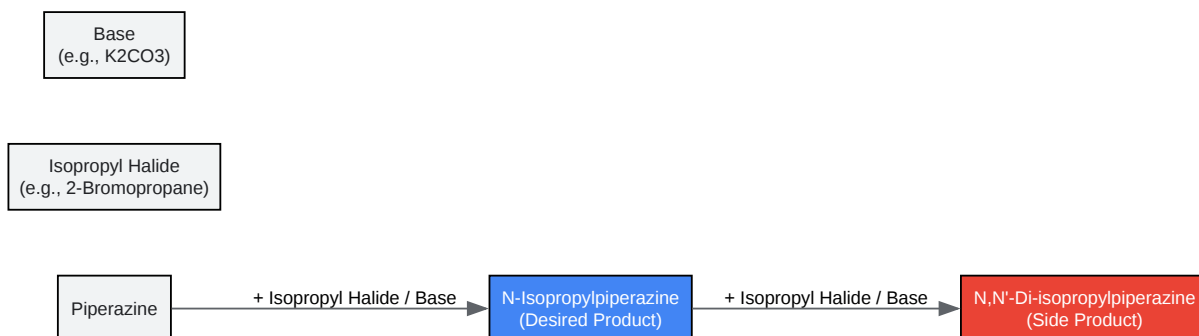 Base
(e.g., K2CO3)
Isopropyl Halide
(e.g., 2-Bromopropane)
Piperazine
+ Isopropyl Halide / Base
N-Isopropylpiperazine
(Desired Product)
+ Isopropyl Halide / Base
N,N'-Di-isopropylpiperazine
(Side Product)